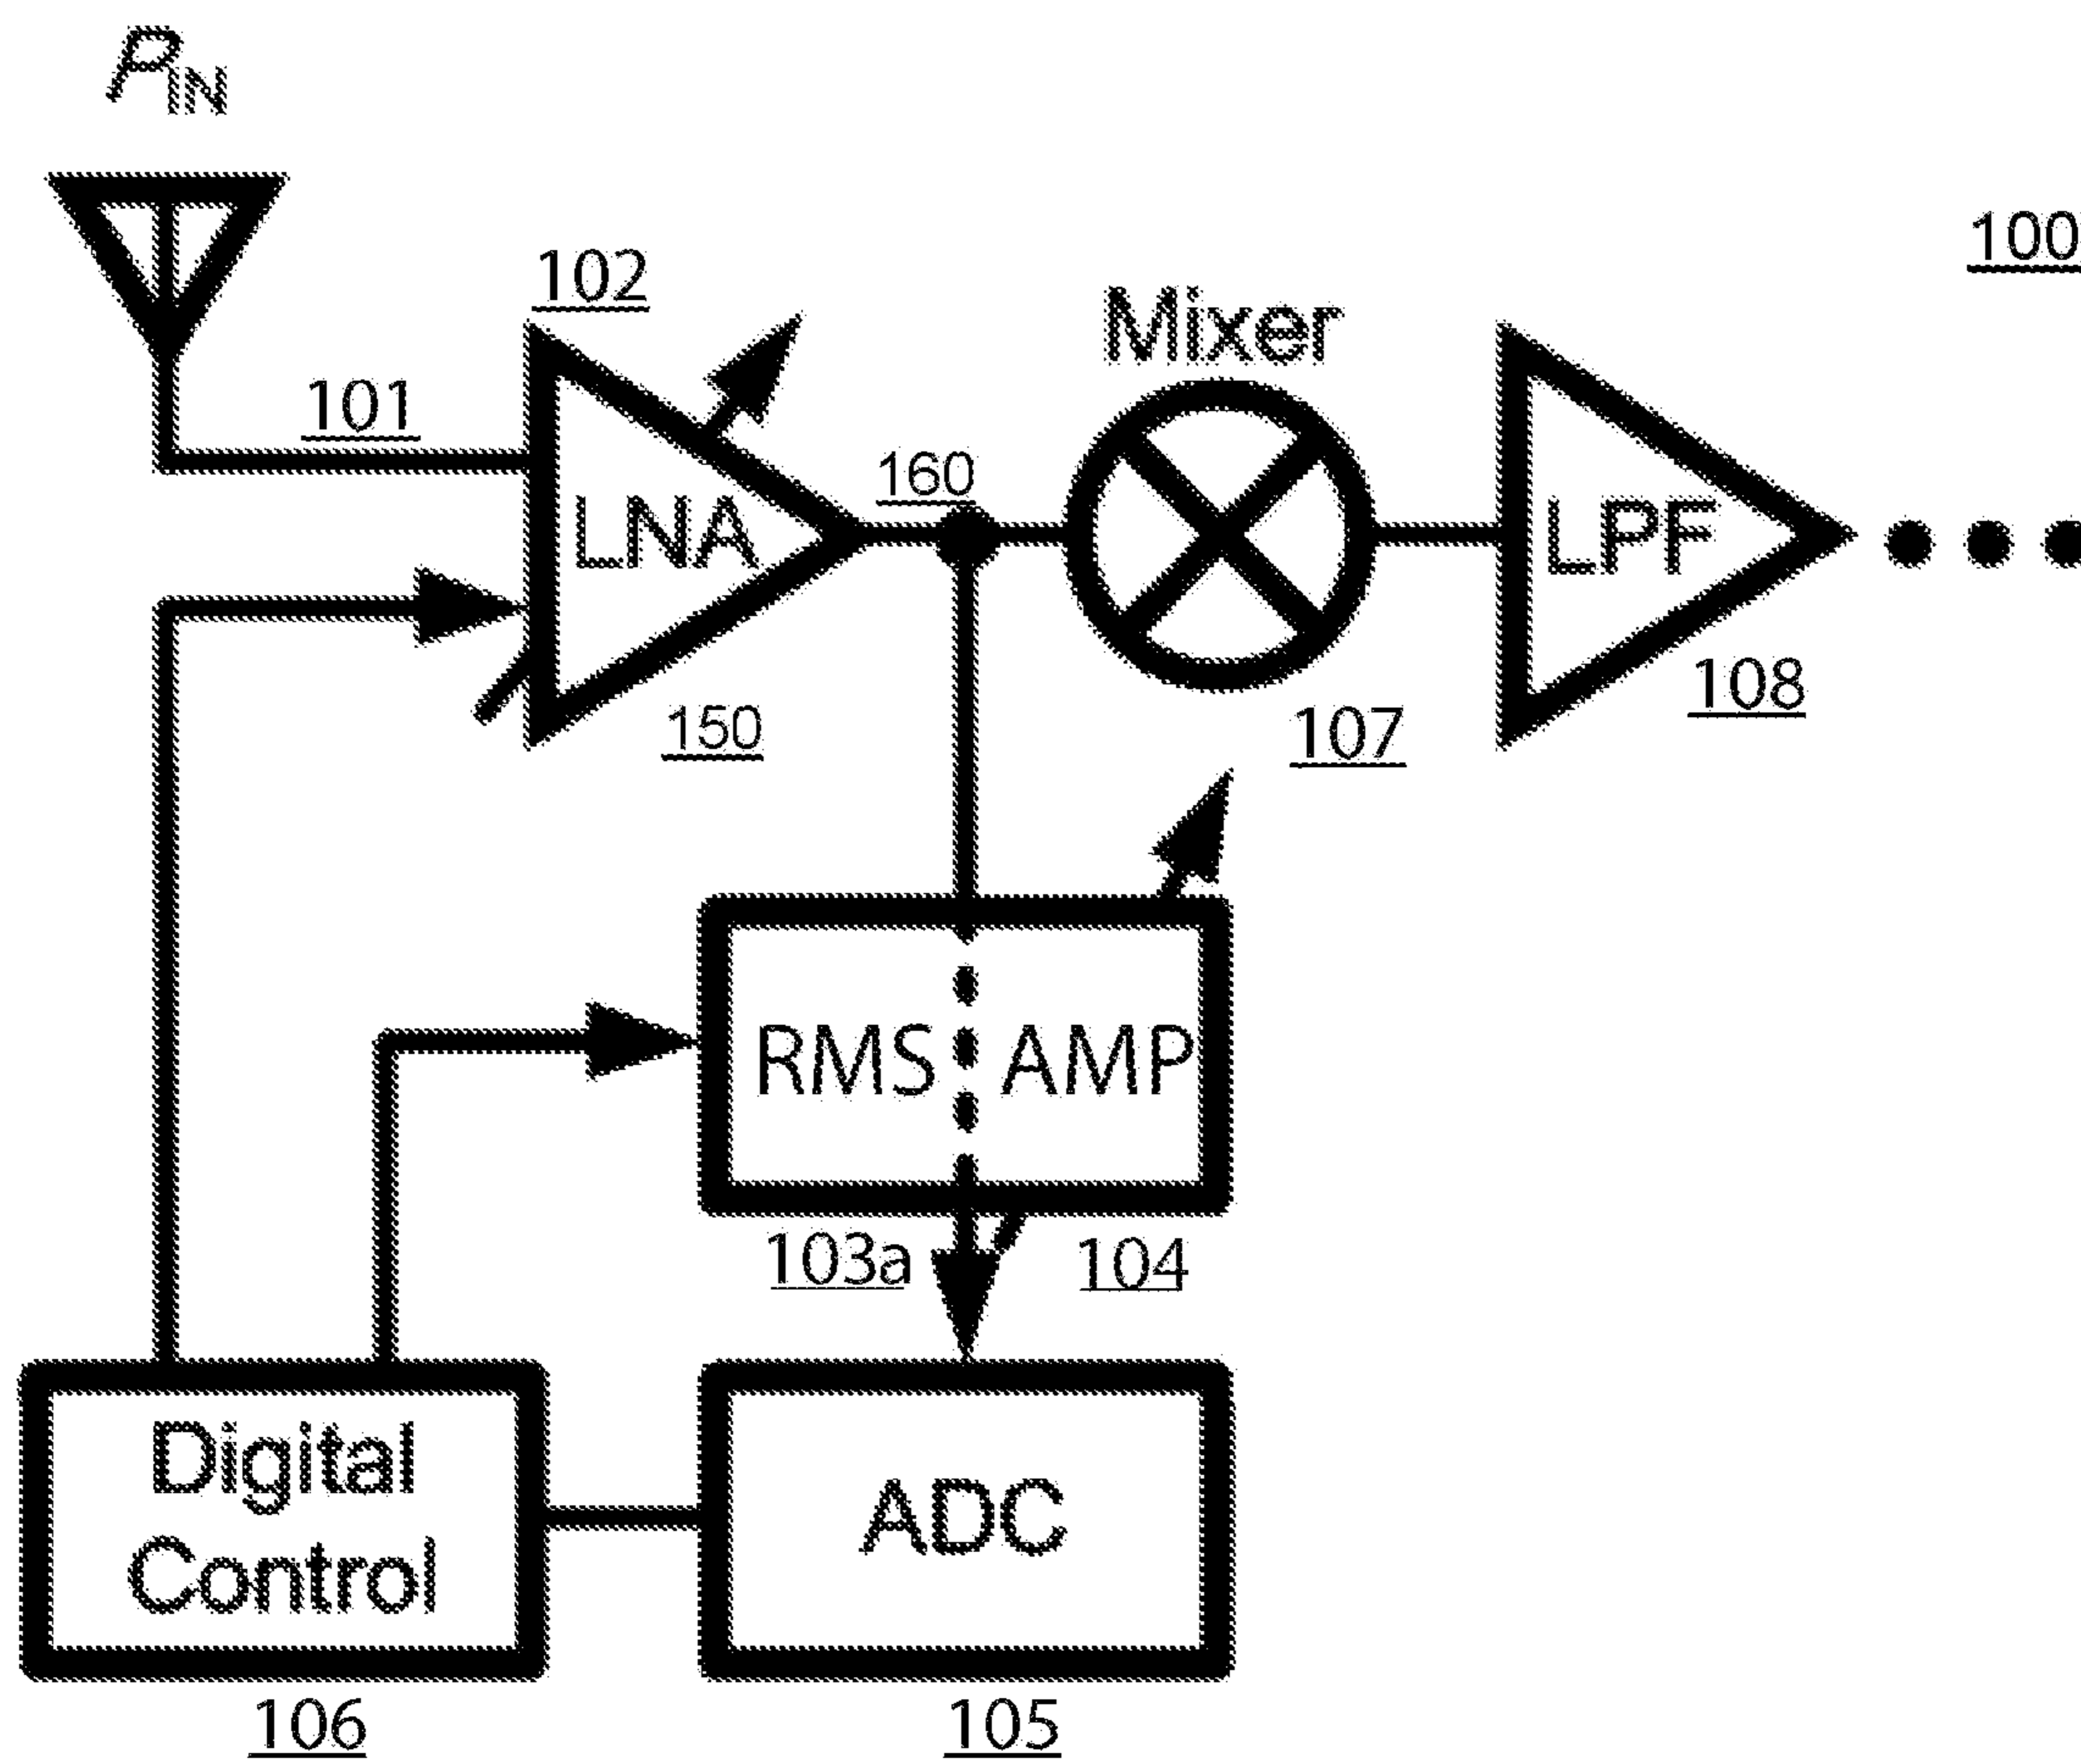 PIN
100
102
Mixer
101
160
LNA
LPF
108
150
107
RMS AMP
103a
104
Digital
Control
ADC
106
105